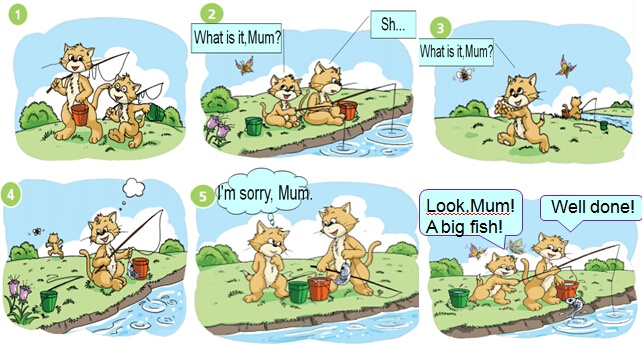 1
2
What is it,Mum?
Sh...
3
What is it,Mum?
4
5
I'm sorry, Mum.
Look,Mum!
A big fish!
Well done!